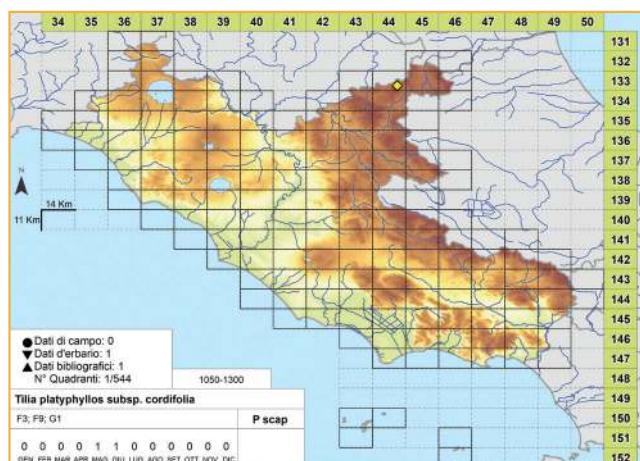 34 35 36 37 38 39 40 41 42 43 44 45 46 47 48 49 50
131
132
133
134
135
136
137
138
139
140
141
142
143
144
145
146
147
148
149
150
151
152
N
14 Km
11 Km
Dati di campo: 0
Dati d'erbario: 1
Dati bibliografici: 1
N° Quadranti: 1/544
1050-1300
Tilia platyphyllos subsp. cordifolia
F3; F9; G1 P scap
0 0 0 0 1 1 0 0 0 0 0 0
GEN FEB MAR APR MAG GIU LUG AGO SET OTT NOV DIC